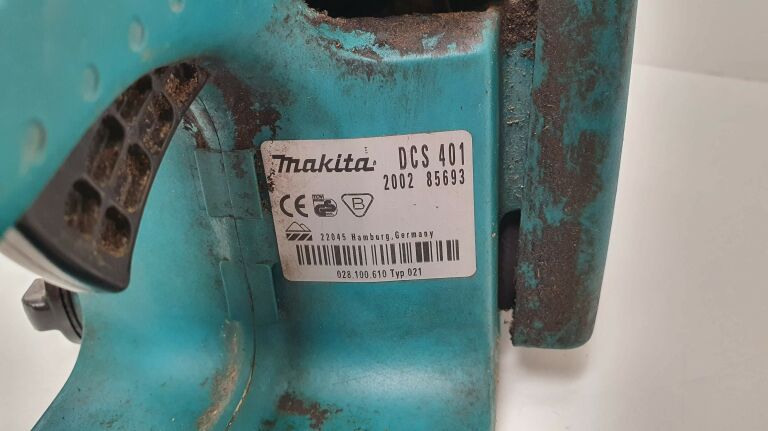 makita DCS 401
2002 85693
CE B
22045 Hamburg, Germany
028.100.610 Typ 021